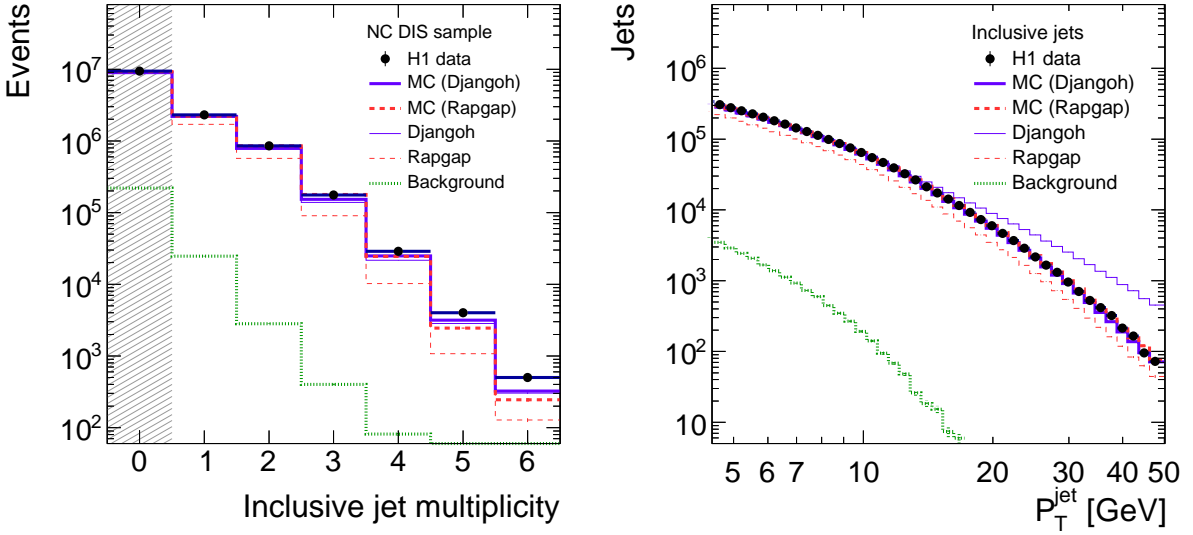 Events
10^7
10^6
10^5
10^4
10^3
10^2
NC DIS sample
H1 data
MC (Djangoh)
MC (Rapgap)
Djangoh
Rapgap
Background
0 1 2 3 4 5 6
Inclusive jet multiplicity
Jets
10^6
10^5
10^4
10^3
10^2
10
Inclusive jets
H1 data
MC (Djangoh)
MC (Rapgap)
Djangoh
Rapgap
Background
5 6 7 10 20 30 40 50
P_T^jet [GeV]